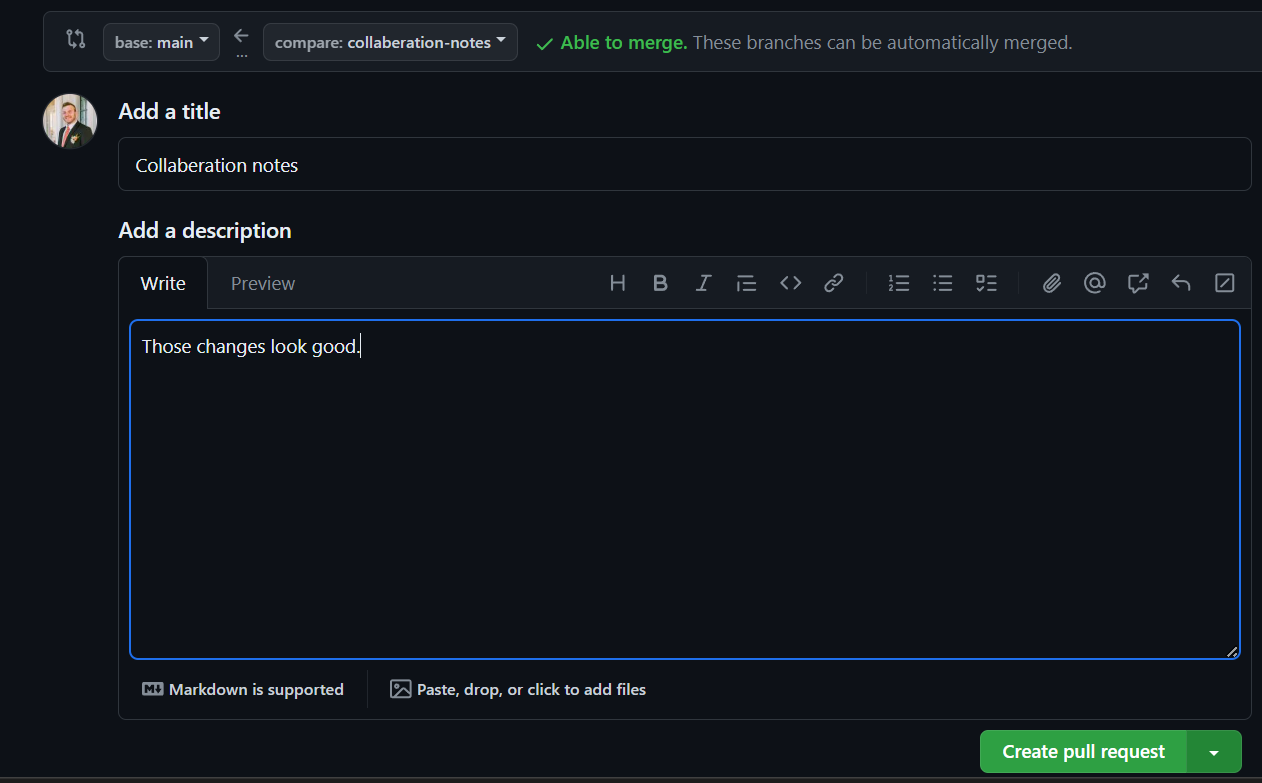 base: main compare: collaberation-notes Able to merge. These branches can be automatically merged.
Add a title
Collaberation notes
Add a description
Write Preview
Those changes look good.
Markdown is supported Paste, drop, or click to add files
Create pull request